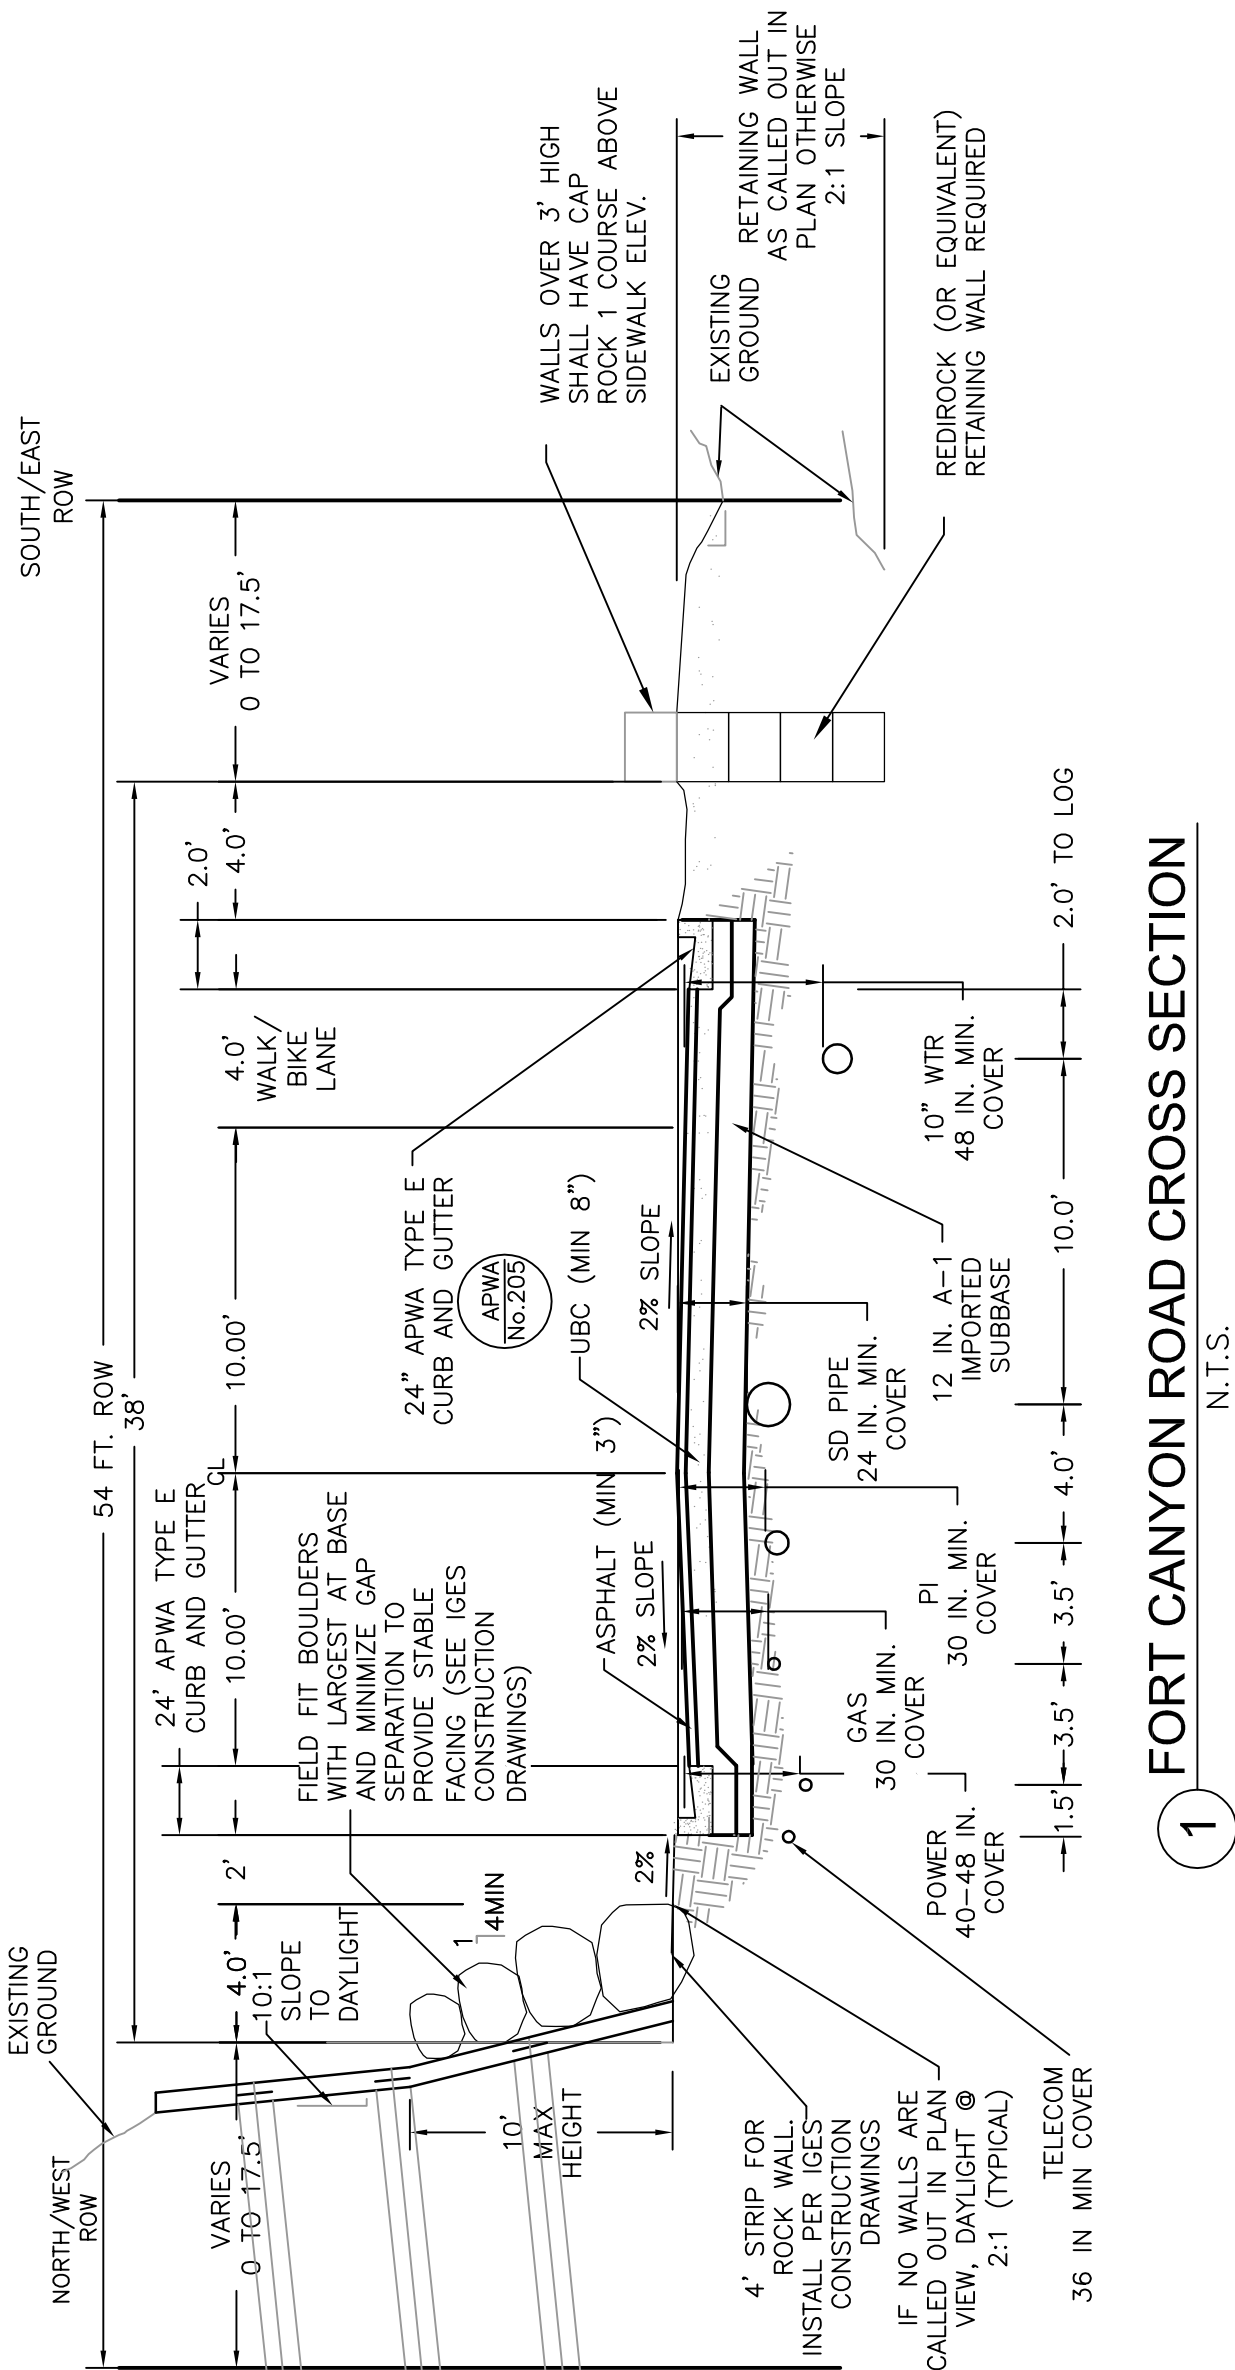 SOUTH/EAST
ROW
54 FT. ROW
38'
EXISTING
GROUND
NORTH/WEST
ROW
VARIES
0 TO 17.5'
4.0'
2'
24' APWA TYPE E
CURB AND GUTTER
10.00'
CL
10.00'
4.0'
WALK/
BIKE
LANE
2.0'
4.0'
VARIES
0 TO 17.5'
10:1
SLOPE
TO
DAYLIGHT
FIELD FIT BOULDERS
WITH LARGEST AT BASE
AND MINIMIZE GAP
SEPARATION TO
PROVIDE STABLE
FACING (SEE IGES
CONSTRUCTION
DRAWINGS)
1
4MIN
10'
MAX
HEIGHT
24" APWA TYPE E
CURB AND GUTTER
APWA
No.205
UBC (MIN 8")
ASPHALT (MIN 3")
2% SLOPE
2% SLOPE
2%
WALLS OVER 3' HIGH
SHALL HAVE CAP
ROCK 1 COURSE ABOVE
SIDEWALK ELEV.
EXISTING
GROUND
RETAINING WALL
AS CALLED OUT IN
PLAN OTHERWISE
2:1 SLOPE
REDIROCK (OR EQUIVALENT)
RETAINING WALL REQUIRED
4' STRIP FOR
ROCK WALL.
INSTALL PER IGES
CONSTRUCTION
DRAWINGS
IF NO WALLS ARE
CALLED OUT IN PLAN
VIEW, DAYLIGHT @
2:1 (TYPICAL)
TELECOM
36 IN MIN COVER
POWER
40-48 IN.
COVER
GAS
30 IN. MIN.
COVER
PI
30 IN. MIN.
COVER
SD PIPE
24 IN. MIN.
COVER
12 IN. A-1
IMPORTED
SUBBASE
10" WTR
48 IN. MIN.
COVER
1.5'
3.5'
3.5'
4.0'
10.0'
2.0' TO LOG
1
FORT CANYON ROAD CROSS SECTION
N.T.S.